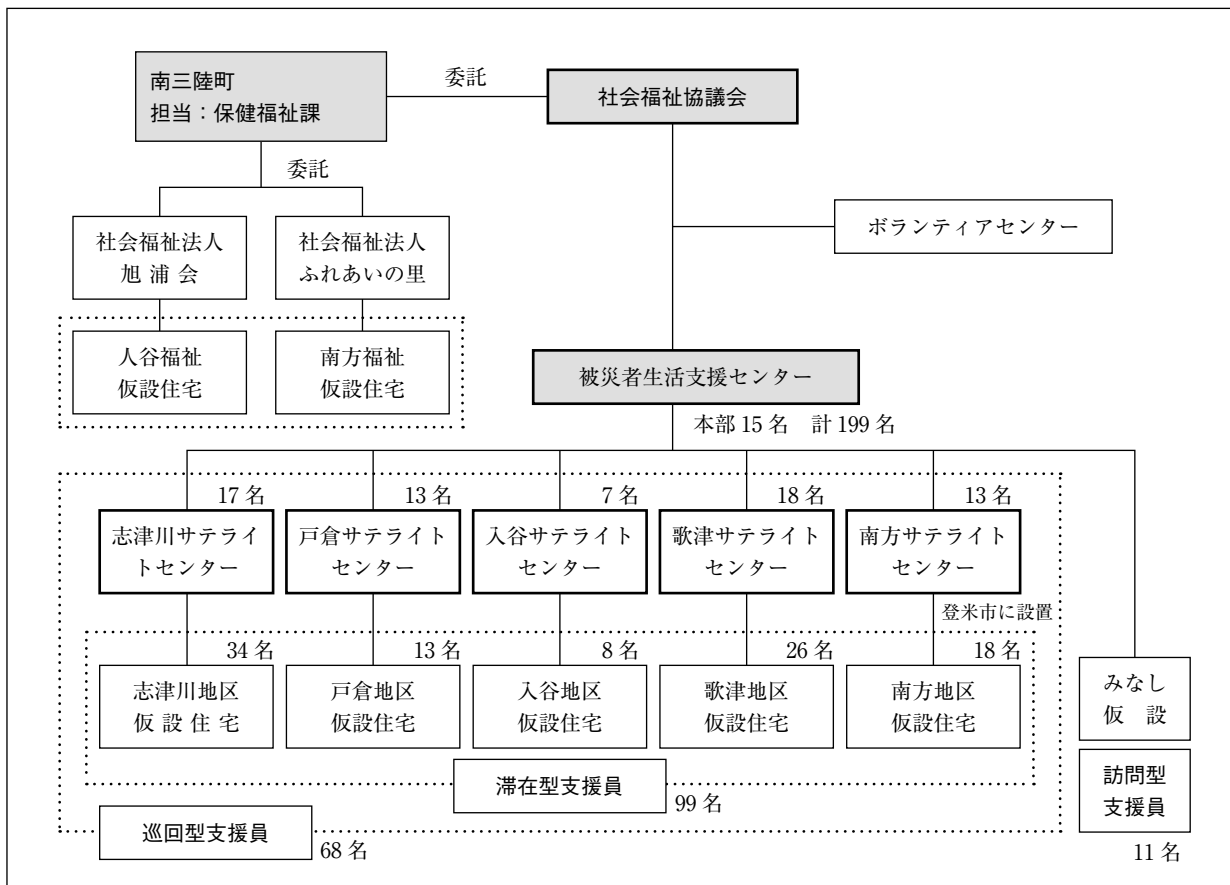 南三陸町
担当：保健福祉課
委託
社会福祉協議会
委託
社会福祉法人
旭 浦 会
社会福祉法人
ふれあいの里
ボランティアセンター
人谷福祉
仮設住宅
南方福祉
仮設住宅
被災者生活支援センター
本部 15 名　計 199 名
17 名
13 名
7 名
18 名
13 名
志津川サテライ
トセンター
戸倉サテライト
センター
入谷サテライト
センター
歌津サテライト
センター
南方サテライト
センター
登米市に設置
34 名
13 名
8 名
26 名
18 名
志津川地区
仮 設 住 宅
戸倉地区
仮設住宅
入谷地区
仮設住宅
歌津地区
仮設住宅
南方地区
仮設住宅
みなし
仮　設
滞在型支援員
99 名
訪問型
支援員
11 名
巡回型支援員
68 名